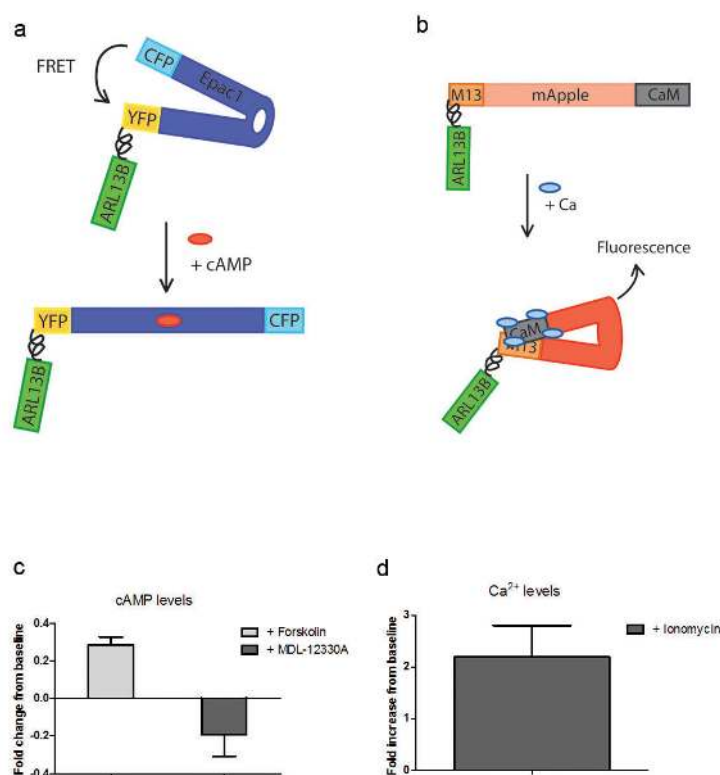 a
FRET
CFP
Epac1
YFP
ARL13B
+ cAMP
YFP
CFP
ARL13B
b
M13
mApple
CaM
ARL13B
+ Ca
Fluorescence
CaM
M13
ARL13B
c
cAMP levels
Fold change from baseline
0.4
0.2
0.0
-0.2
-0.4
+ Forskolin
+ MDL-12330A
d
Ca²⁺ levels
Fold increase from baseline
3
2
1
0
+ Ionomycin